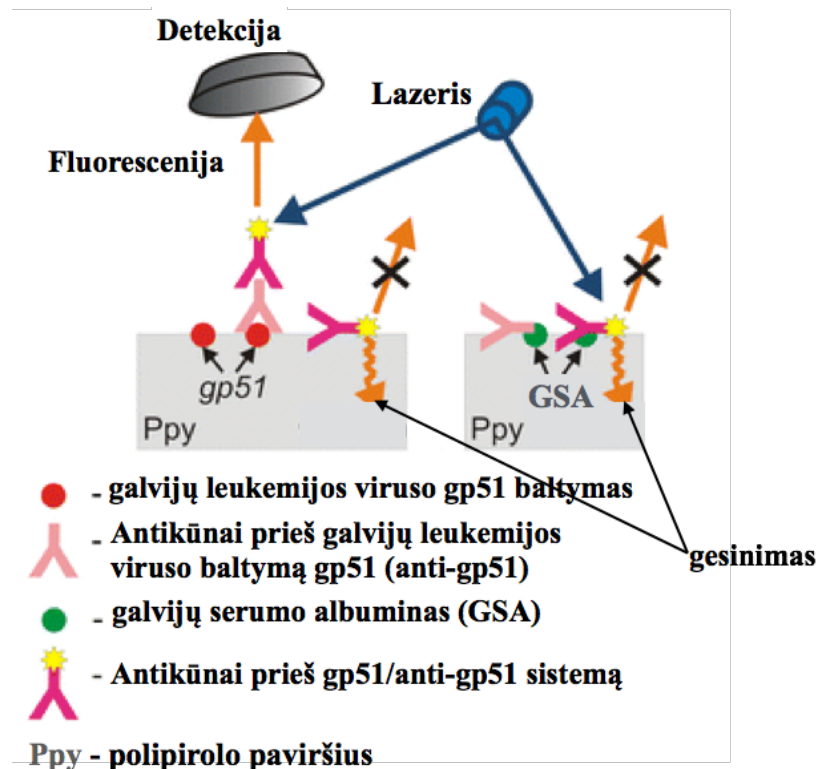 Detekcija
Lazeris
Fluorescenija
gp51
GSA
Ppy
Ppy
- galvijų leukemijos viruso gp51 baltymas
- Antikūnai prieš galvijų leukemijos
viruso baltymą gp51 (anti-gp51)
gesinimas
- galvijų serumo albuminas (GSA)
- Antikūnai prieš gp51/anti-gp51 sistemą
Ppy - polipirolo paviršius